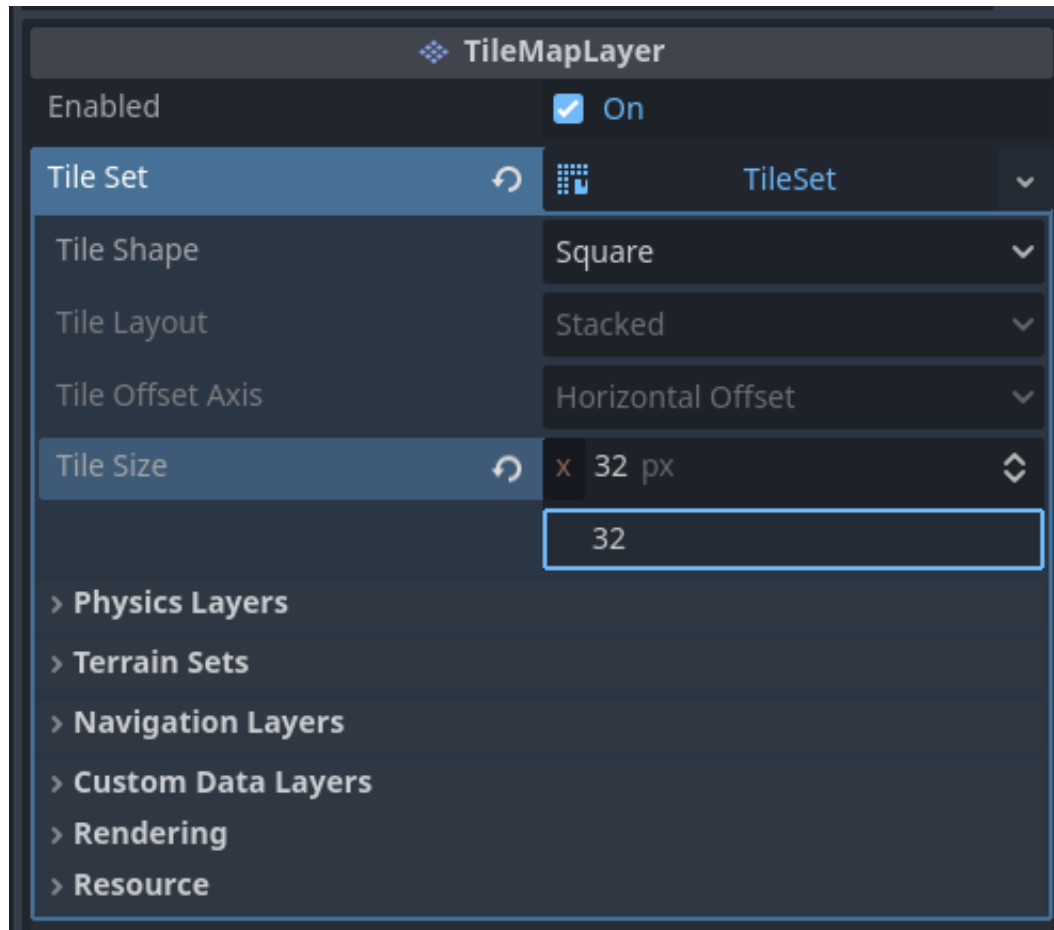 TileMapLayer
Enabled On
Tile Set TileSet
Tile Shape Square
Tile Layout Stacked
Tile Offset Axis Horizontal Offset
Tile Size x 32 px
32
Physics Layers
Terrain Sets
Navigation Layers
Custom Data Layers
Rendering
Resource